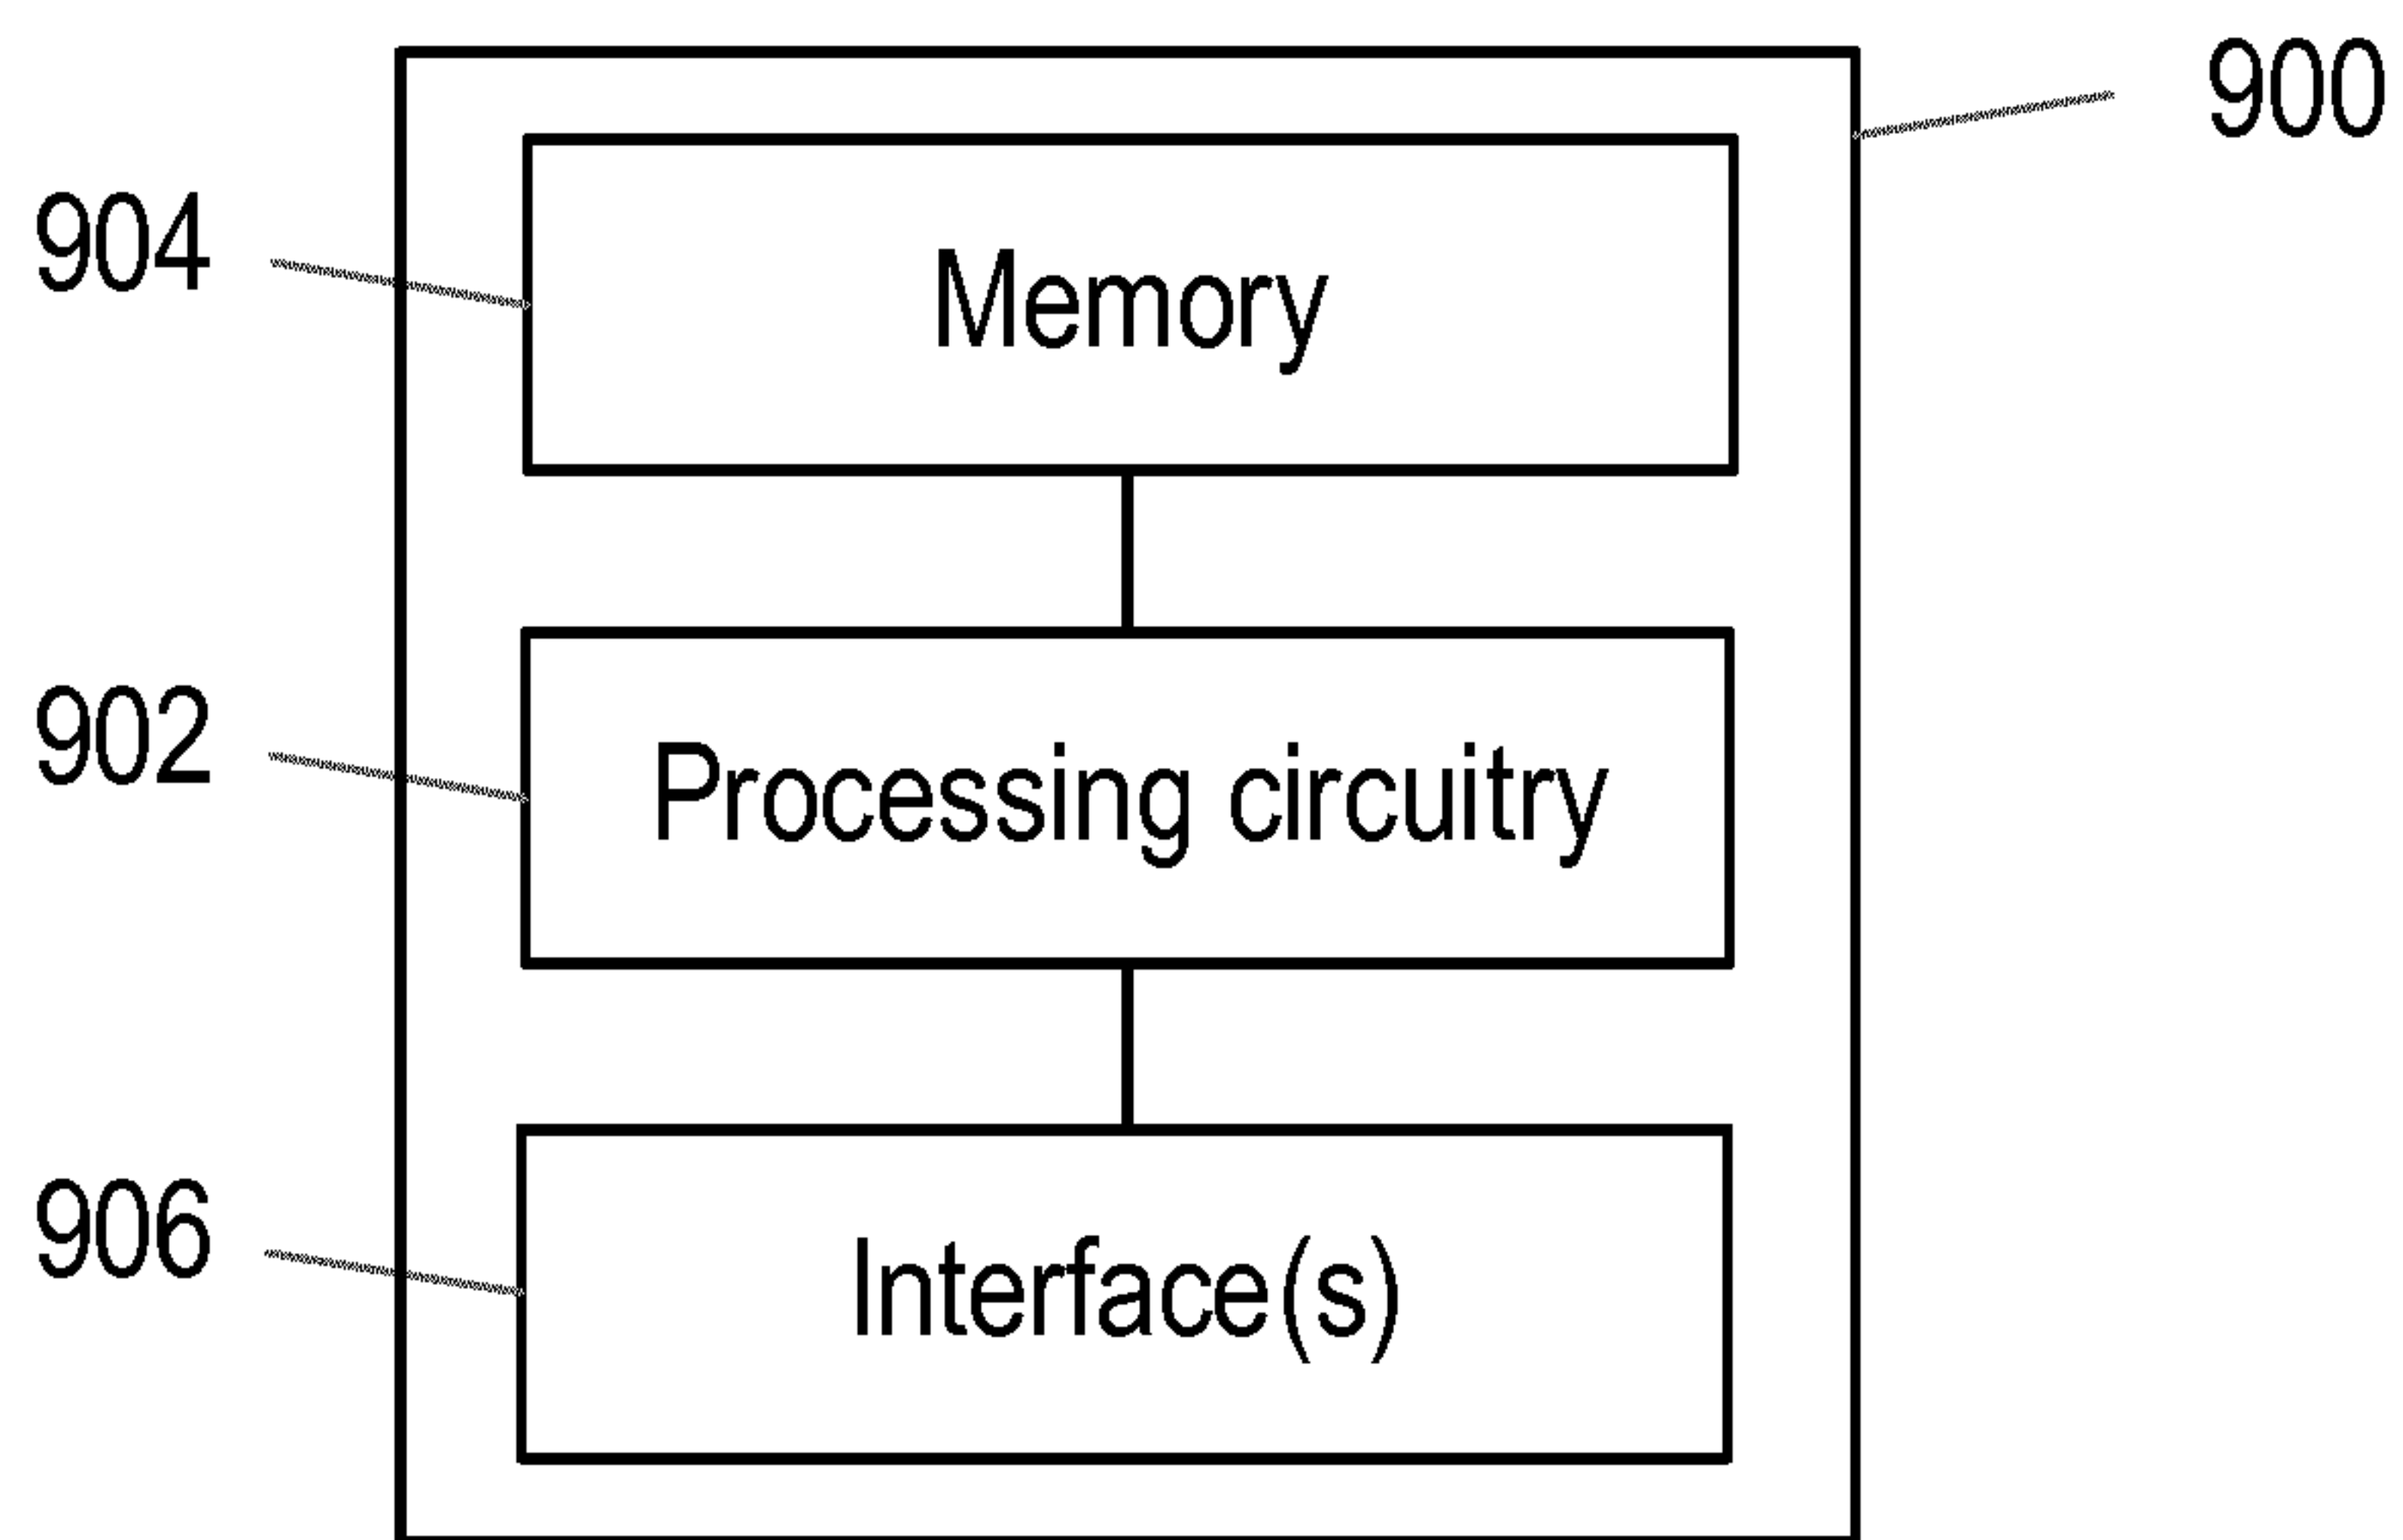 900
904
Memory
902
Processing circuitry
906
Interface(s)